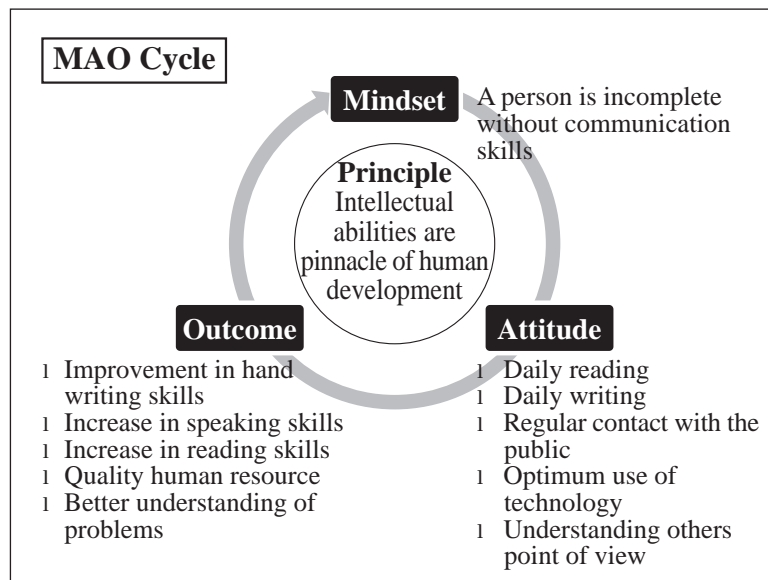 MAO Cycle
Mindset
A person is incomplete
without communication
skills
Principle
Intellectual
abilities are
pinnacle of human
development
Outcome
l Improvement in hand
writing skills
l Increase in speaking skills
l Increase in reading skills
l Quality human resource
l Better understanding of
problems
Attitude
l Daily reading
l Daily writing
l Regular contact with the
public
l Optimum use of
technology
l Understanding others
point of view